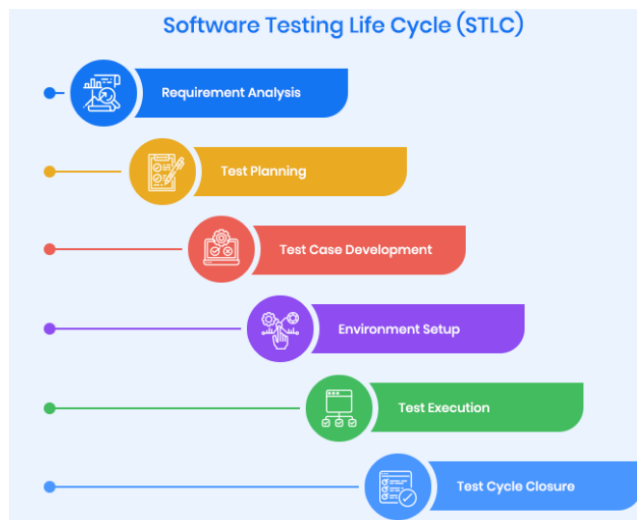 Software Testing Life Cycle (STLC)
Requirement Analysis
Test Planning
Test Case Development
Environment Setup
Test Execution
Test Cycle Closure